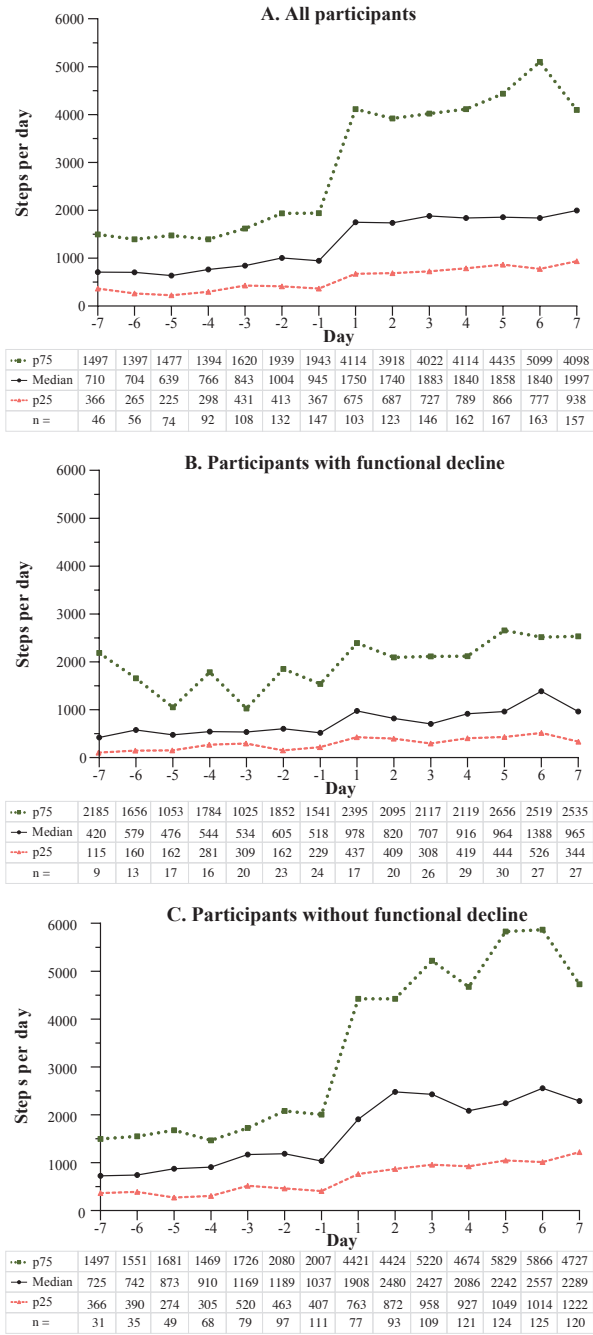 A. All participants
6000
5000
4000
3000
2000
1000
0
Steps per day
-7 -6 -5 -4 -3 -2 -1 1 2 3 4 5 6 7
Day
p75 1497 1397 1477 1394 1620 1939 1943 4114 3918 4022 4114 4435 5099 4098
Median 710 704 639 766 843 1004 945 1750 1740 1883 1840 1858 1840 1997
p25 366 265 225 298 431 413 367 675 687 727 789 866 777 938
n = 46 56 74 92 108 132 147 103 123 146 162 167 163 157
B. Participants with functional decline
6000
5000
4000
3000
2000
1000
0
Steps per day
-7 -6 -5 -4 -3 -2 -1 1 2 3 4 5 6 7
Day
p75 2185 1656 1053 1784 1025 1852 1541 2395 2095 2117 2119 2656 2519 2535
Median 420 579 476 544 534 605 518 978 820 707 916 964 1388 965
p25 115 160 162 281 309 162 229 437 409 308 419 444 526 344
n = 9 13 17 16 20 23 24 17 20 26 29 30 27 27
C. Participants without functional decline
6000
5000
4000
3000
2000
1000
0
Steps per day
-7 -6 -5 -4 -3 -2 -1 1 2 3 4 5 6 7
Day
p75 1497 1551 1681 1469 1726 2080 2007 4421 4424 5220 4674 5829 5866 4727
Median 725 742 873 910 1169 1189 1037 1908 2480 2427 2086 2242 2557 2289
p25 366 390 274 305 520 463 407 763 872 958 927 1049 1014 1222
n = 31 35 49 68 79 97 111 77 93 109 121 124 125 120